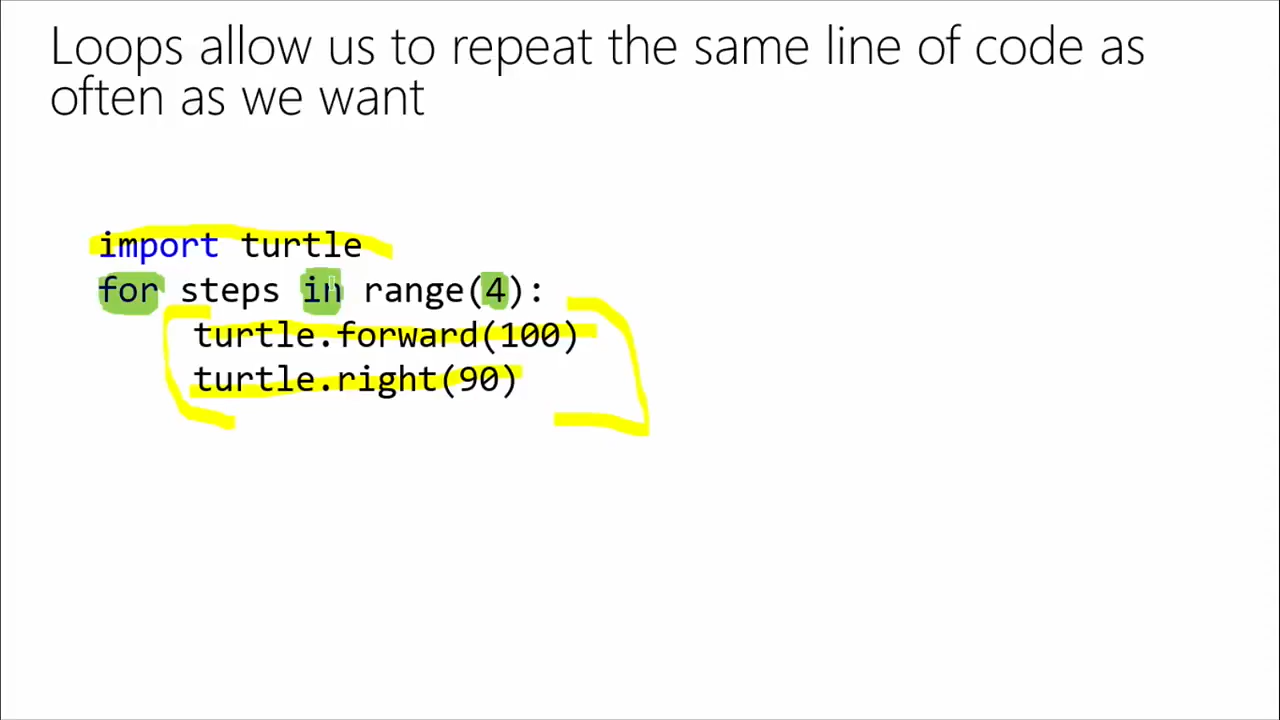 Loops allow us to repeat the same line of code as
often as we want
import turtle
for steps in range(4):
    turtle.forward(100)
    turtle.right(90)